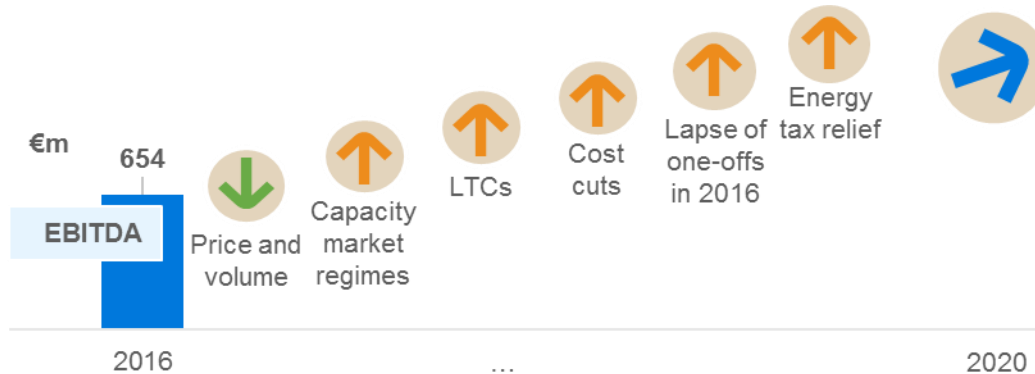 €m
654
EBITDA
Price and
volume
Capacity
market
regimes
LTCs
Cost
cuts
Lapse of
one-offs
in 2016
Energy
tax relief
2016
...
2020